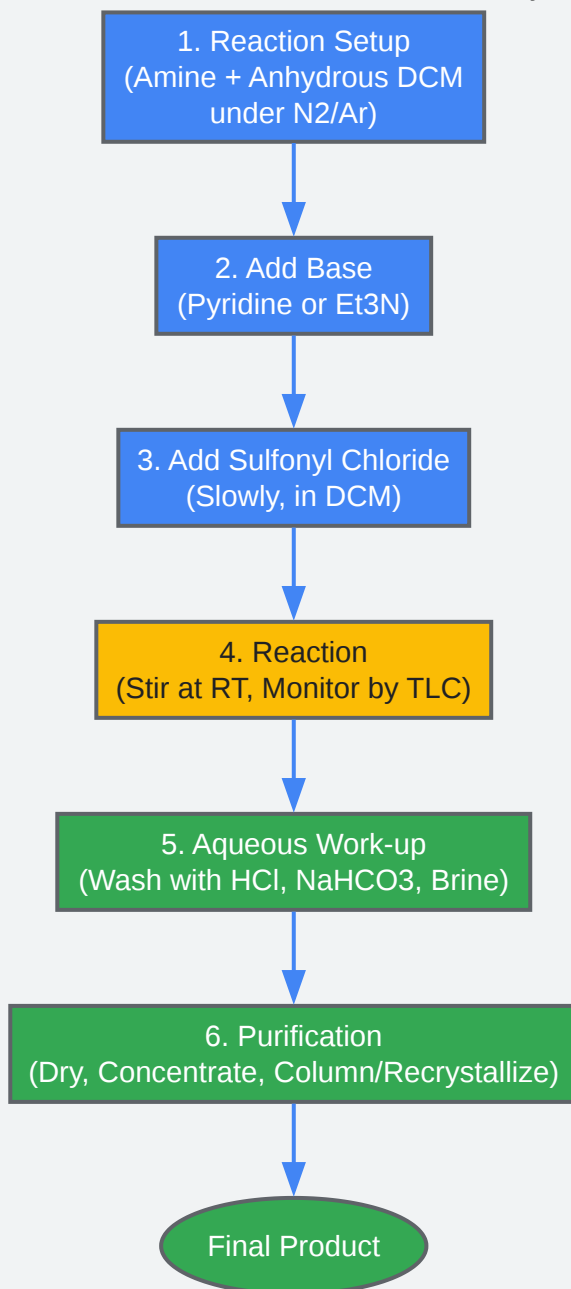 1. Reaction Setup
(Amine + Anhydrous DCM
under N2/Ar)
2. Add Base
(Pyridine or Et3N)
3. Add Sulfonyl Chloride
(Slowly, in DCM)
4. Reaction
(Stir at RT, Monitor by TLC)
5. Aqueous Work-up
(Wash with HCl, NaHCO3, Brine)
6. Purification
(Dry, Concentrate, Column/Recrystallize)
Final Product